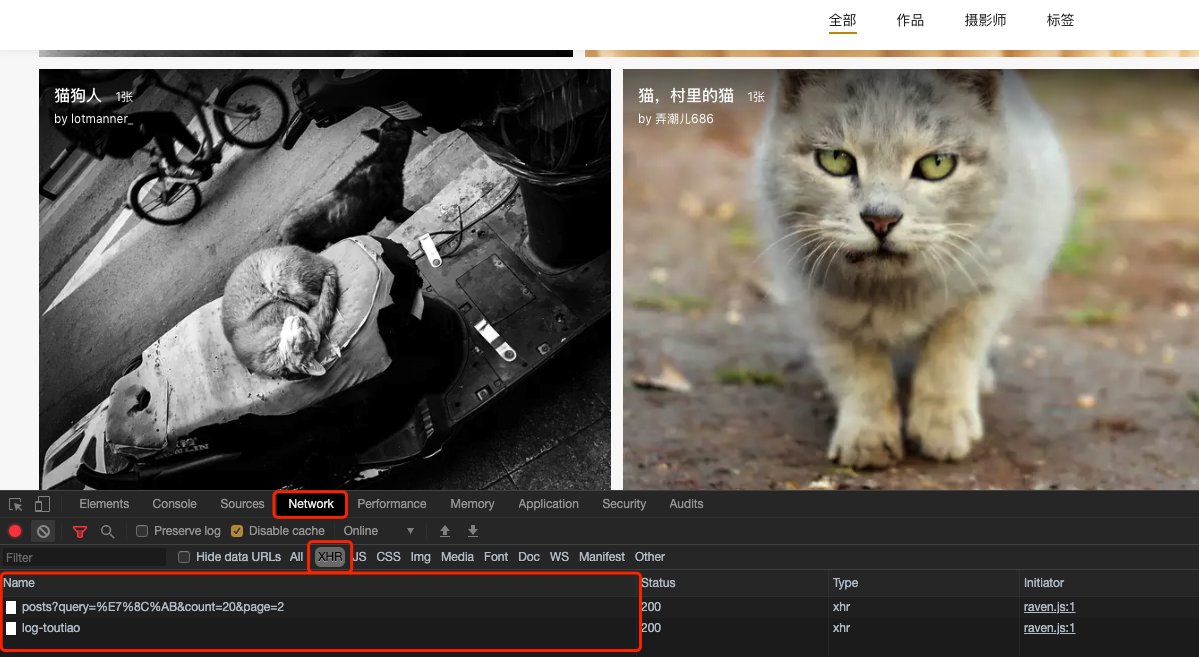 全部 作品 摄影师 标签
猫狗人 1张
by lotmanner_
猫，村里的猫 1张
by 弄潮儿686
Elements Console Sources Network Performance Memory Application Security Audits
Preserve log Disable cache Online
Filter Hide data URLs All XHR JS CSS Img Media Font Doc WS Manifest Other
Name Status Type Initiator
posts?query=%E7%8C%AB&count=20&page=2 200 xhr raven.js:1
log-toutiao 200 xhr raven.js:1